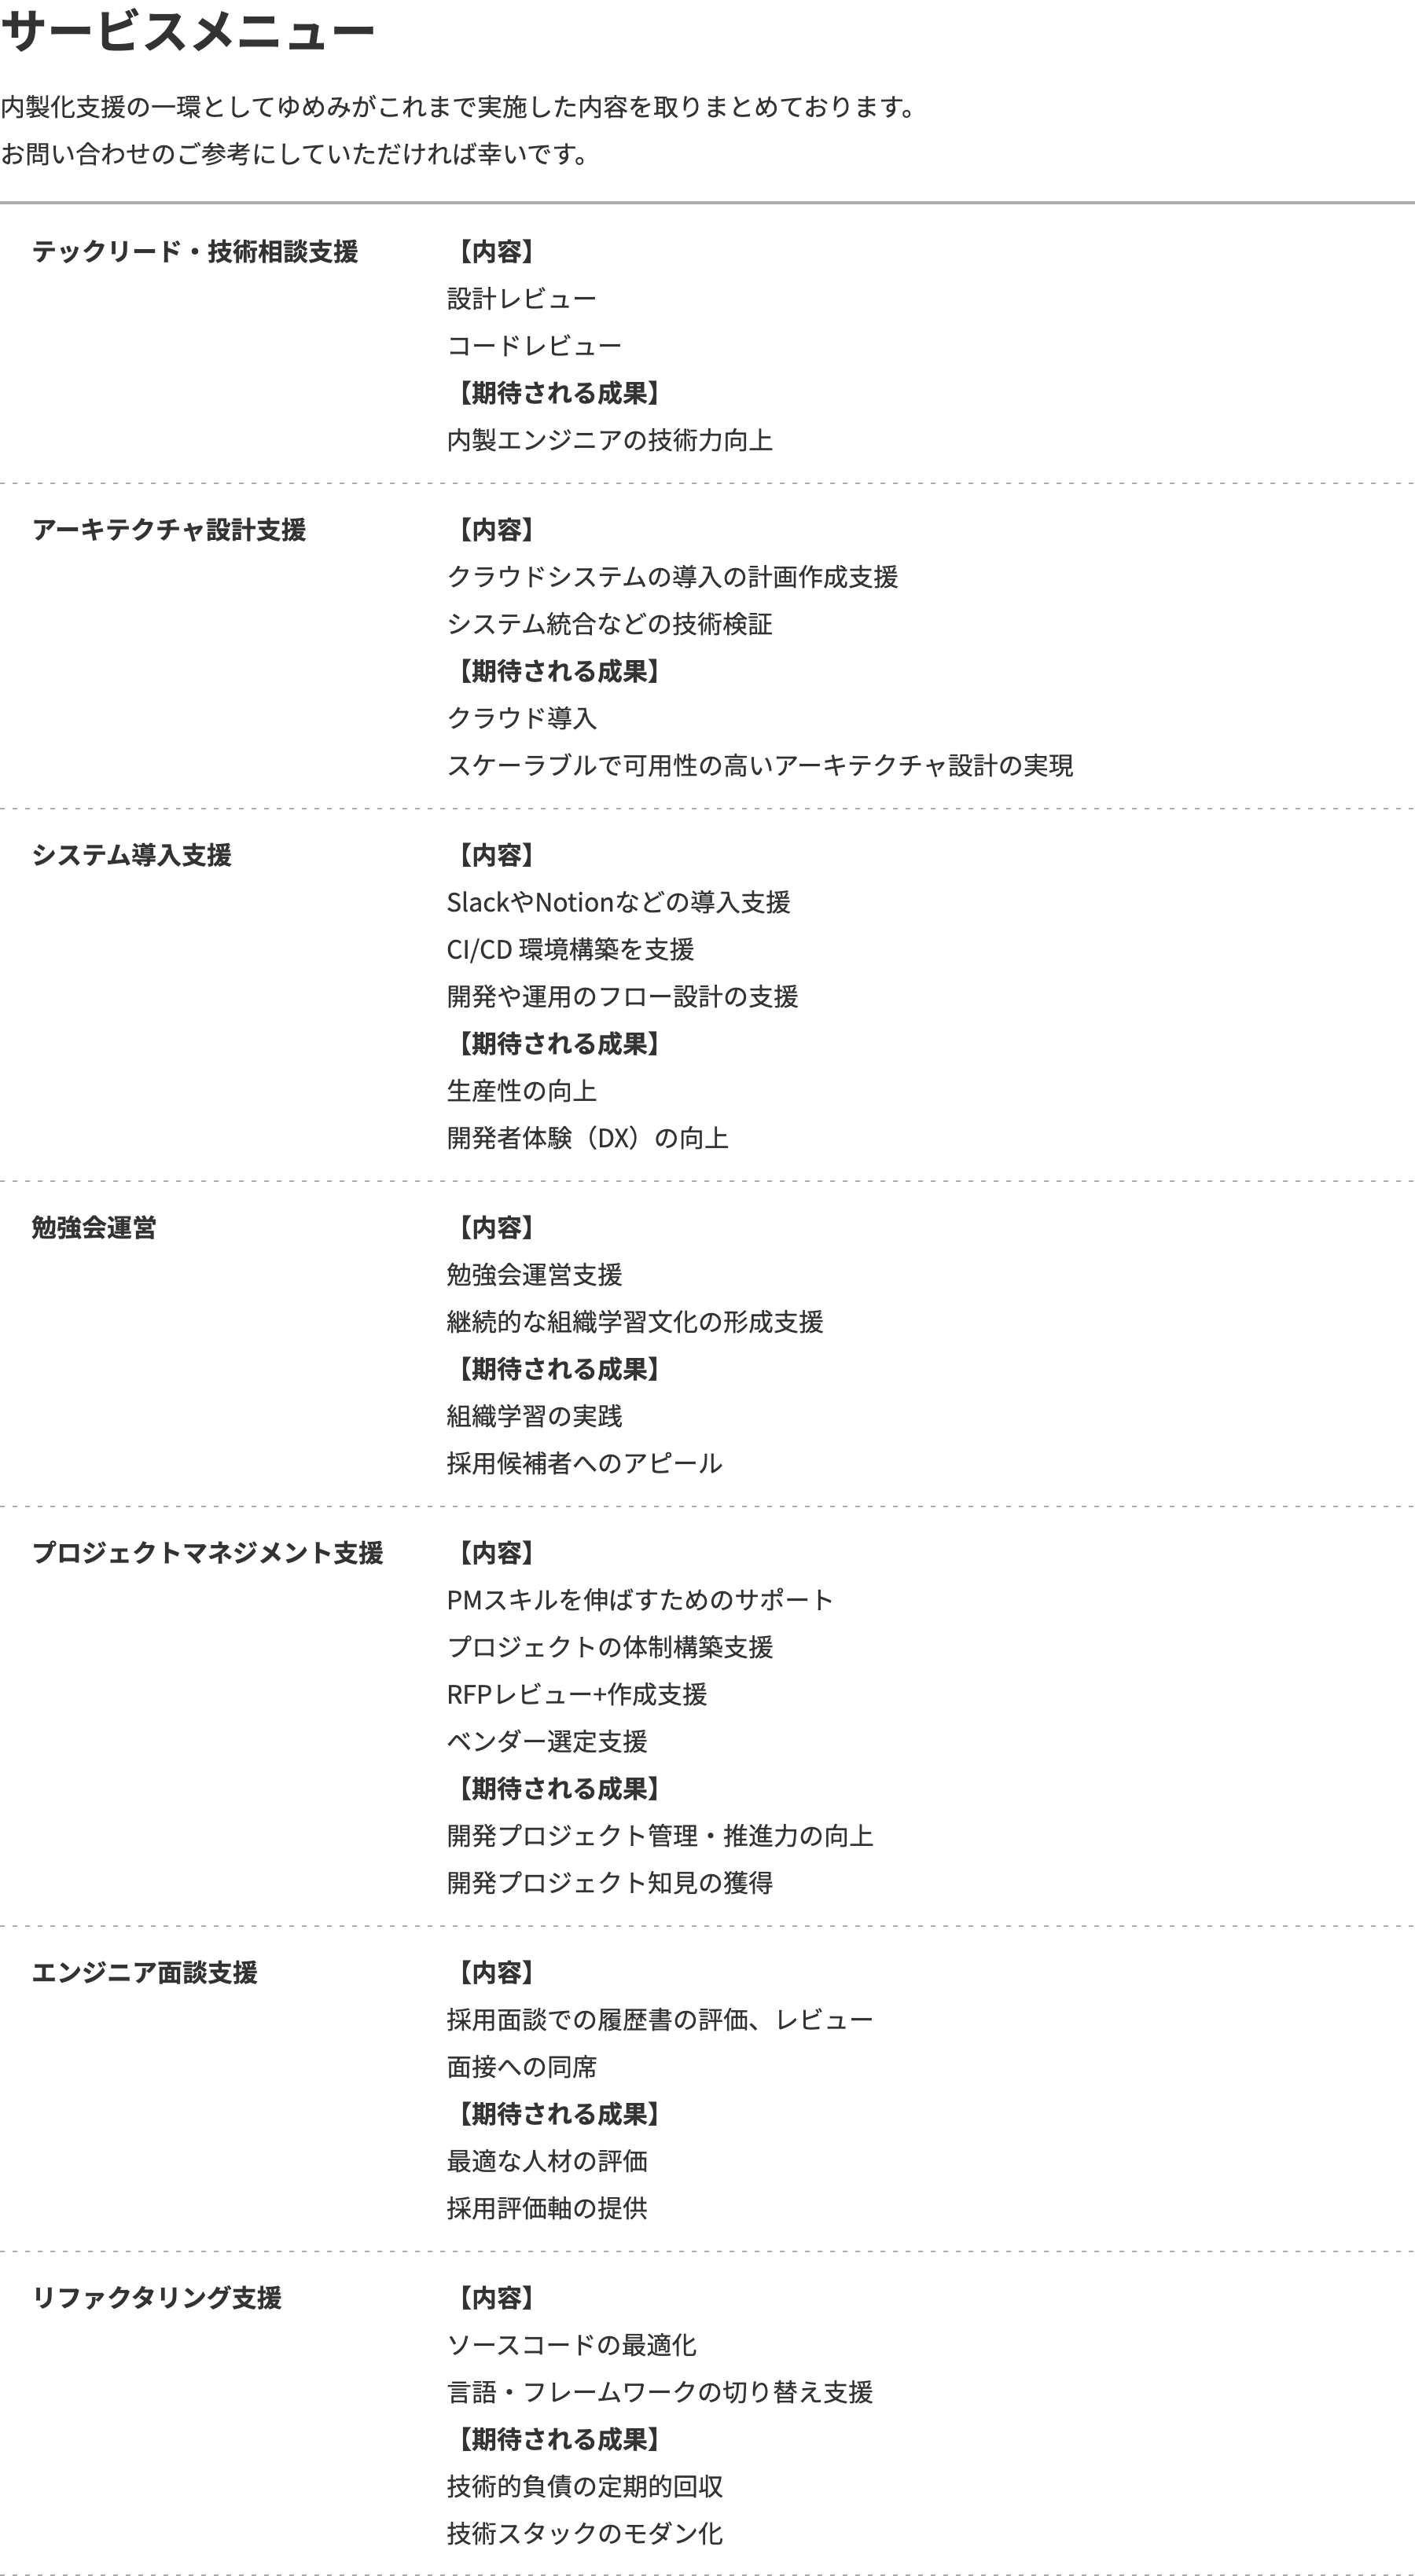 サービスメニュー
内製化支援の一環としてゆめみがこれまで実施した内容を取りまとめております。
お問い合わせのご参考にしていただければ幸いです。
テックリード・技術相談支援
【内容】
設計レビュー
コードレビュー
【期待される成果】
内製エンジニアの技術力向上
アーキテクチャ設計支援
【内容】
クラウドシステムの導入の計画作成支援
システム統合などの技術検証
【期待される成果】
クラウド導入
スケーラブルで可用性の高いアーキテクチャ設計の実現
システム導入支援
【内容】
SlackやNotionなどの導入支援
CI/CD 環境構築を支援
開発や運用のフロー設計の支援
【期待される成果】
生産性の向上
開発者体験（DX）の向上
勉強会運営
【内容】
勉強会運営支援
継続的な組織学習文化の形成支援
【期待される成果】
組織学習の実践
採用候補者へのアピール
プロジェクトマネジメント支援
【内容】
PMスキルを伸ばすためのサポート
プロジェクトの体制構築支援
RFPレビュー+作成支援
ベンダー選定支援
【期待される成果】
開発プロジェクト管理・推進力の向上
開発プロジェクト知見の獲得
エンジニア面談支援
【内容】
採用面談での履歴書の評価、レビュー
面接への同席
【期待される成果】
最適な人材の評価
採用評価軸の提供
リファクタリング支援
【内容】
ソースコードの最適化
言語・フレームワークの切り替え支援
【期待される成果】
技術的負債の定期的回収
技術スタックのモダン化